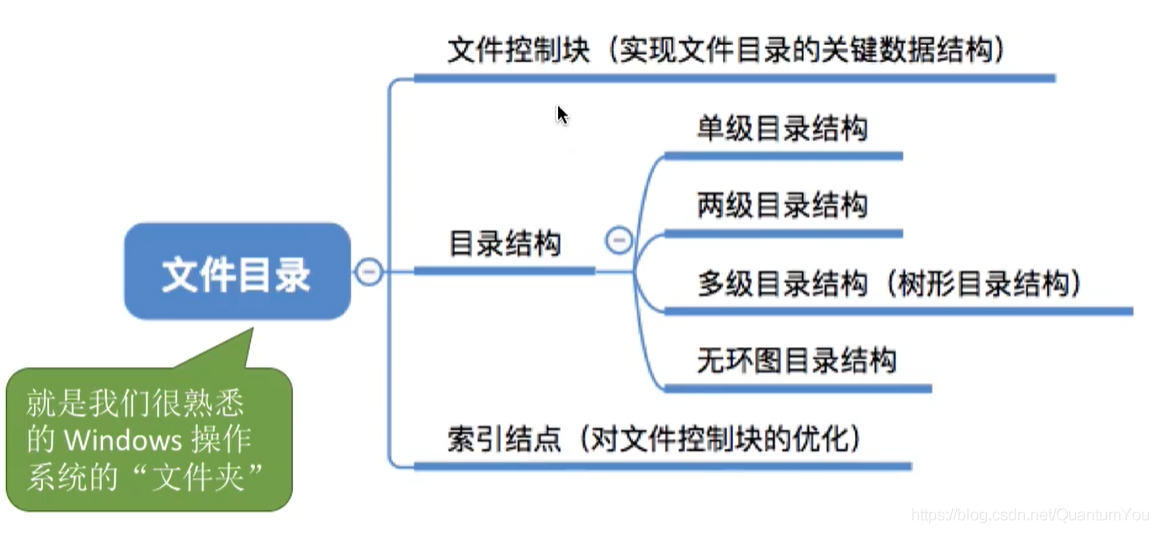 文件控制块（实现文件目录的关键数据结构）
单级目录结构
两级目录结构
目录结构
文件目录
多级目录结构（树形目录结构）
无环图目录结构
就是我们很熟悉
的 Windows 操作
系统的“文件夹”
索引结点（对文件控制块的优化）
https://blog.csdn.net/QuantumYou